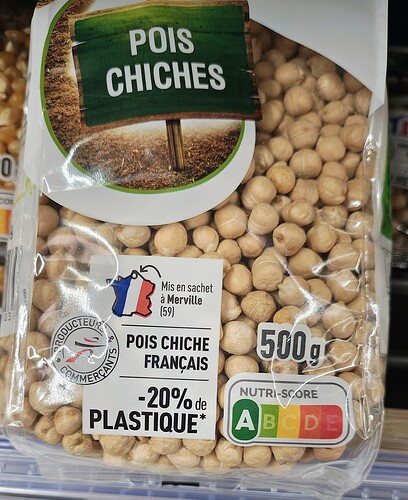 POIS
CHICHES
Mis en sachet
à Merville
(59)
PRODUCTEURS &
COMMERÇANTS
POIS CHICHE
FRANÇAIS
-20% de
PLASTIQUE*
500g
NUTRI-SCORE
A B C D E